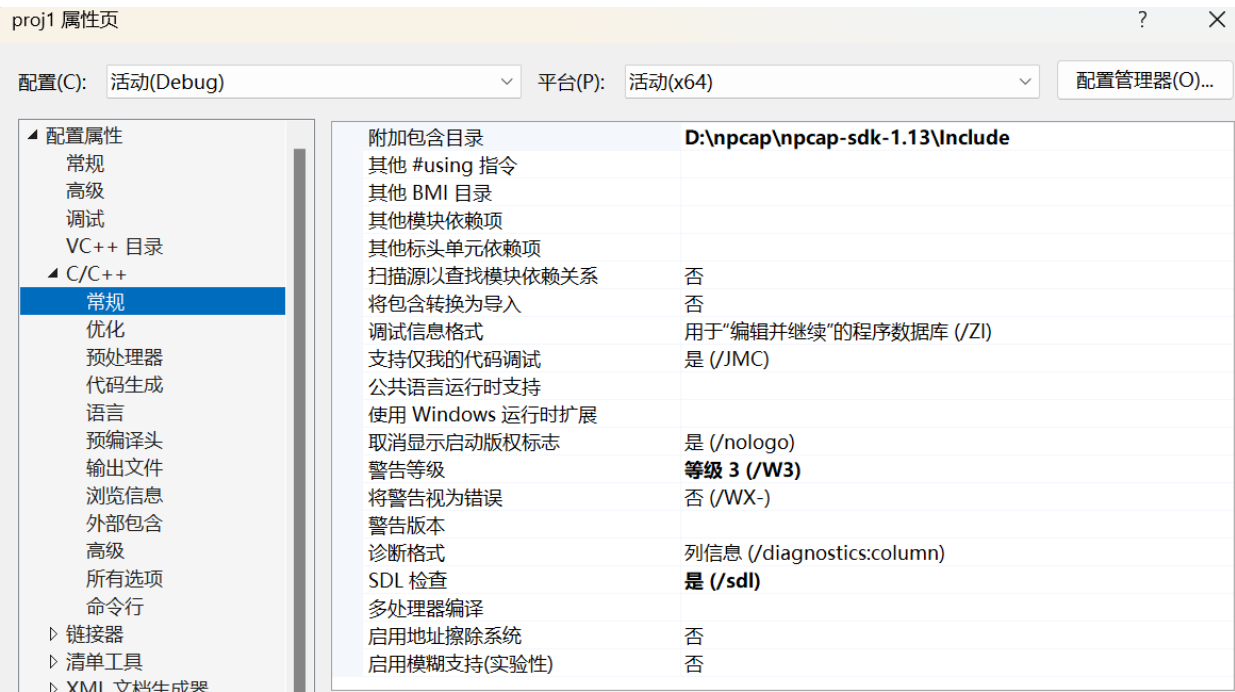 proj1 属性页
?
配置(C): 活动(Debug) 平台(P): 活动(x64) 配置管理器(O)...
配置属性
常规
高级
调试
VC++ 目录
C/C++
常规
优化
预处理器
代码生成
语言
预编译头
输出文件
浏览信息
外部包含
高级
所有选项
命令行
链接器
清单工具
XML 文档生成器
附加包含目录 D:\npcap\npcap-sdk-1.13\Include
其他 #using 指令
其他 BMI 目录
其他模块依赖项
其他标头单元依赖项
扫描源以查找模块依赖关系 否
将包含转换为导入 否
调试信息格式 用于“编辑并继续”的程序数据库 (/ZI)
支持仅我的代码调试 是 (/JMC)
公共语言运行时支持
使用 Windows 运行时扩展
取消显示启动版权标志 是 (/nologo)
警告等级 等级 3 (/W3)
将警告视为错误 否 (/WX-)
警告版本
诊断格式 列信息 (/diagnostics:column)
SDL 检查 是 (/sdl)
多处理器编译
启用地址擦除系统 否
启用模糊支持(实验性) 否